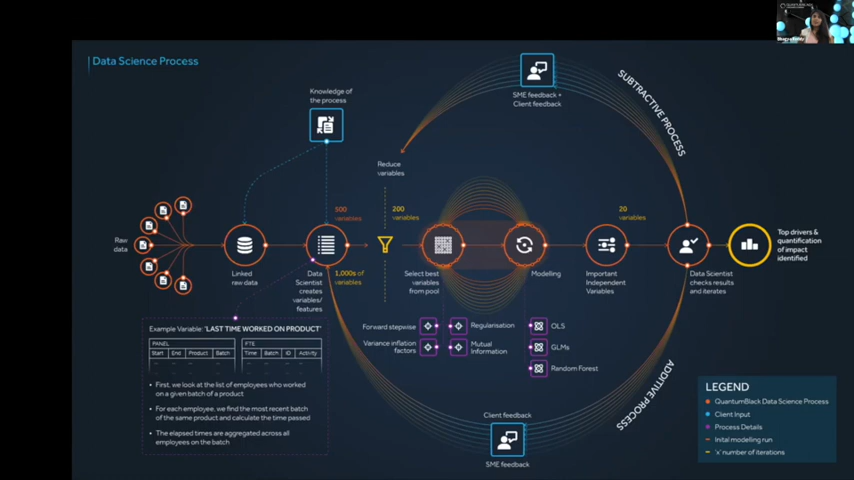 QUANTUMBLACK
Data Science Process
Knowledge of
the process
SME feedback +
Client feedback
SUBTRACTIVE PROCESS
Reduce
variables
500
variables
200
variables
20
variables
Raw
data
Linked
raw data
Data
Scientist
creates
variables/
features
1,000s of
variables
Select best
variables
from pool
Modelling
Important
Independent
Variables
Data Scientist
checks results
and iterates
Top drivers &
quantification
of impact
identified
Example Variable: 'LAST TIME WORKED ON PRODUCT'
PANEL
Start End Product Batch
FTE
Time Batch ID Activity
• First, we look at the list of employees who worked
on a given batch of a product
• For each employee, we find the most recent batch
of the same product and calculate the time passed
• The elapsed times are aggregated across all
employees on the batch
Forward stepwise
Variance inflation
factors
Regularisation
Mutual
Information
OLS
GLMs
Random Forest
Client feedback
SME feedback
ADDITIVE PROCESS
LEGEND
QuantumBlack Data Science Process
Client Input
Process Details
Inital modelling run
'x' number of iterations